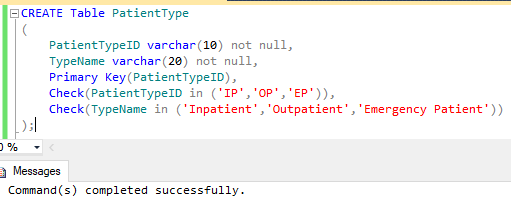 CREATE Table PatientType
(
PatientTypeID varchar(10) not null,
TypeName varchar(20) not null,
Primary Key(PatientTypeID),
Check(PatientTypeID in ('IP','OP','EP')),
Check(TypeName in ('Inpatient','Outpatient','Emergency Patient'))
);
0 %
Messages
Command(s) completed successfully.